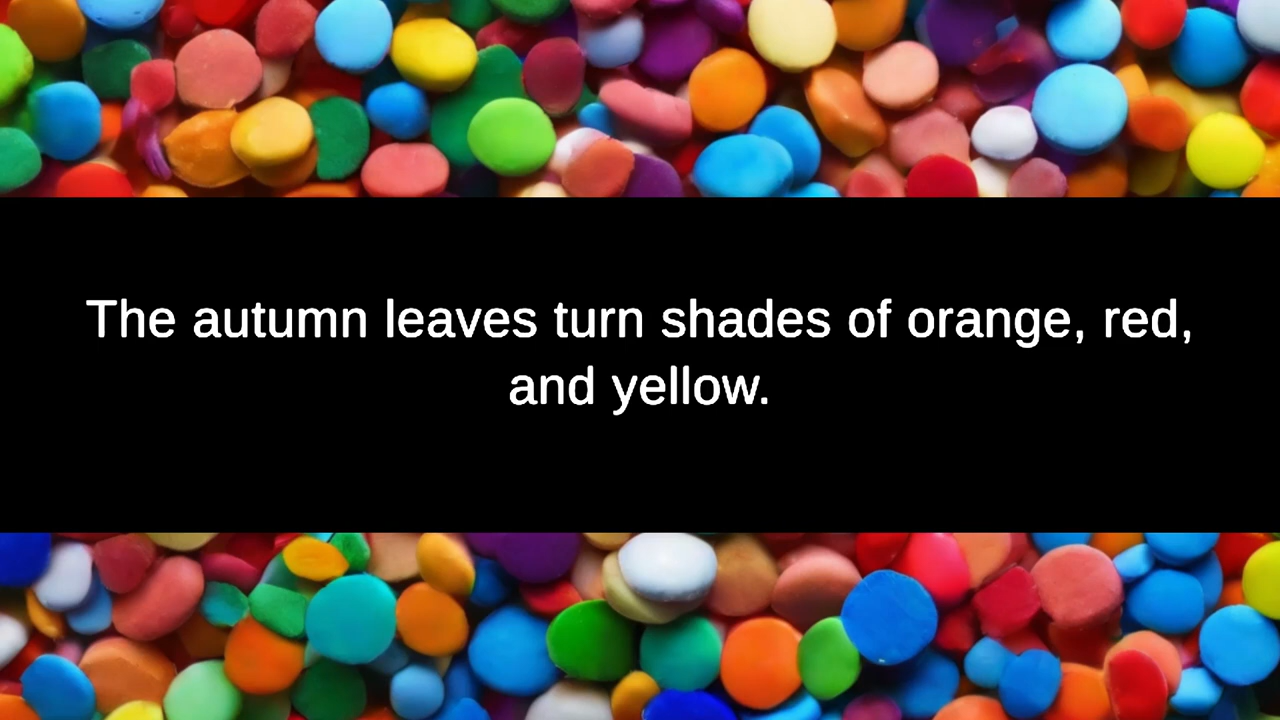 The autumn leaves turn shades of orange, red,
and yellow.